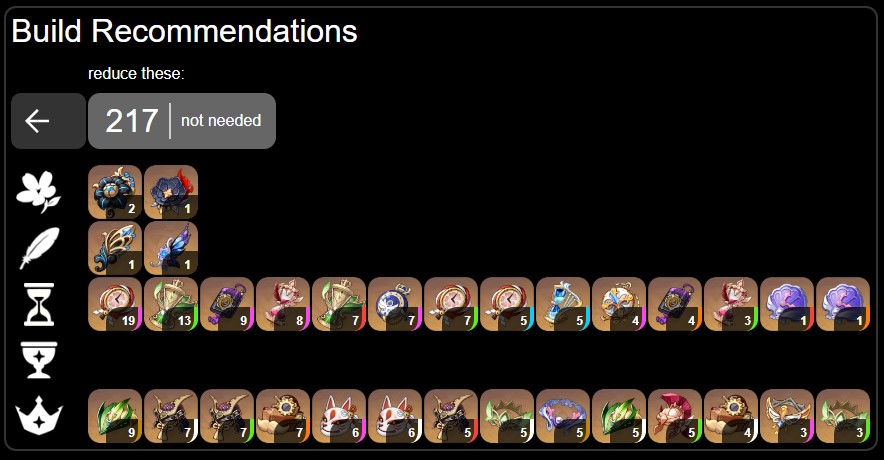 Build Recommendations
reduce these:
217 not needed
2 1
1 1
19 13 9 8 7 7 7 5 5 4 4 3 1 1
9 7 7 7 6 6 5 5 5 5 5 4 3 3